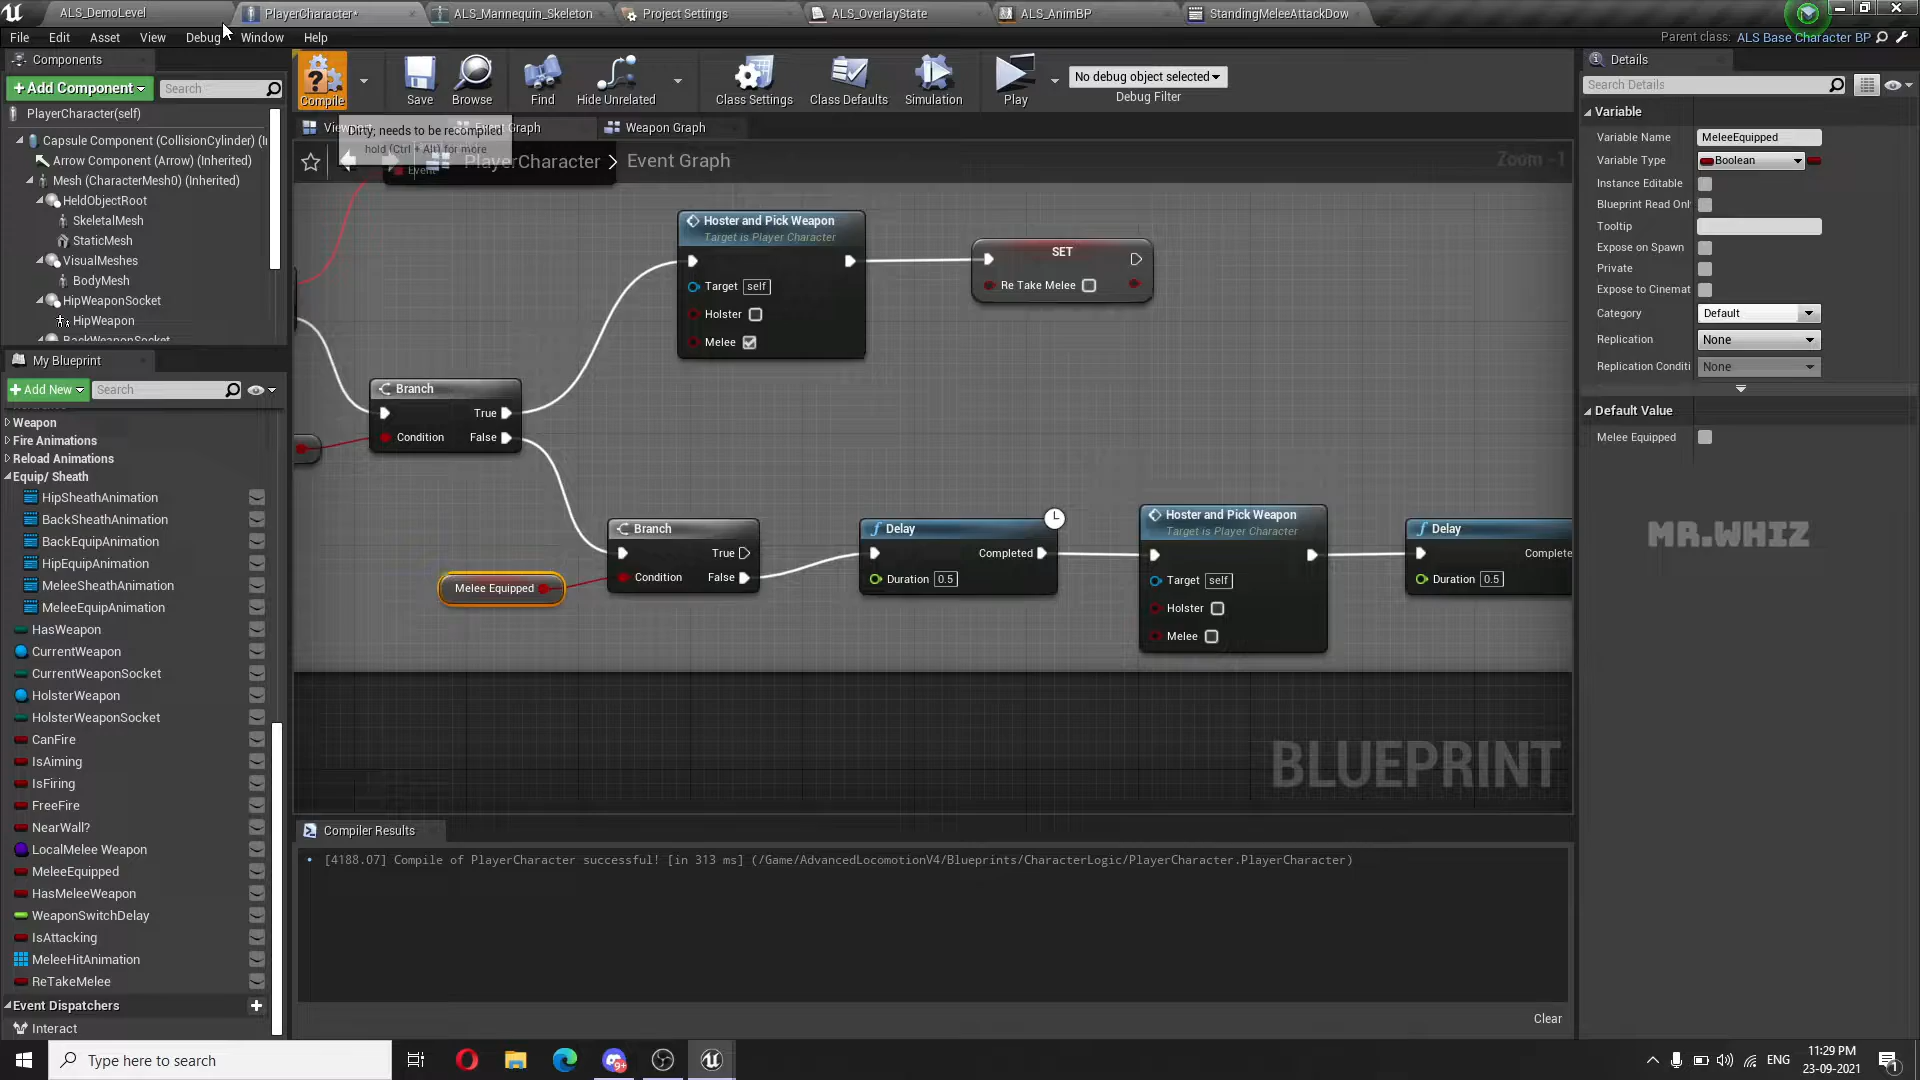 ALS_DemoLevel
PlayerCharacter*
ALS_Mannequin_Skeleton
Project Settings
ALS_OverlayState
ALS_AnimBP
StandingMeleeAttackDow
File Edit Asset View Debug Window Help
Parent class: ALS Base Character BP
Components
+Add Component
Search
PlayerCharacter(self)
Capsule Component (CollisionCylinder) (I
Arrow Component (Arrow) (Inherited)
Mesh (CharacterMesh0) (Inherited)
HeldObjectRoot
SkeletalMesh
StaticMesh
VisualMeshes
BodyMesh
HipWeaponSocket
HipWeapon
BackWeaponSocket
My Blueprint
+Add New
Search
Weapon
Fire Animations
Reload Animations
Equip/ Sheath
HipSheathAnimation
BackSheathAnimation
BackEquipAnimation
HipEquipAnimation
MeleeSheathAnimation
MeleeEquipAnimation
HasWeapon
CurrentWeapon
CurrentWeaponSocket
HolsterWeapon
HolsterWeaponSocket
CanFire
IsAiming
IsFiring
FreeFire
NearWall?
LocalMelee Weapon
MeleeEquipped
HasMeleeWeapon
WeaponSwitchDelay
IsAttacking
MeleeHitAnimation
ReTakeMelee
Event Dispatchers
Interact
Compile
Save
Browse
Find
Hide Unrelated
Class Settings
Class Defaults
Simulation
Play
No debug object selected
Debug Filter
Dirty; needs to be recompiled
hold (Ctrl + Alt) for more
Weapon Graph
PlayerCharacter > Event Graph
Zoom -1
Event
Hoster and Pick Weapon
Target is Player Character
Target self
Holster
Melee
SET
Re Take Melee
Branch
True
Condition False
Branch
True
Condition False
Melee Equipped
Delay
Completed
Duration 0.5
Hoster and Pick Weapon
Target is Player Character
Target self
Holster
Melee
Delay
Complete
Duration 0.5
BLUEPRINT
Compiler Results
[4188.07] Compile of PlayerCharacter successful! [in 313 ms] (/Game/AdvancedLocomotionV4/Blueprints/CharacterLogic/PlayerCharacter.PlayerCharacter)
Clear
Details
Search Details
Variable
Variable Name MeleeEquipped
Variable Type Boolean
Instance Editable
Blueprint Read Onl
Tooltip
Expose on Spawn
Private
Expose to Cinemat
Category Default
Replication None
Replication Conditi None
Default Value
Melee Equipped
MR.WHIZ
Type here to search
9+
ENG
11:29 PM
23-09-2021
1